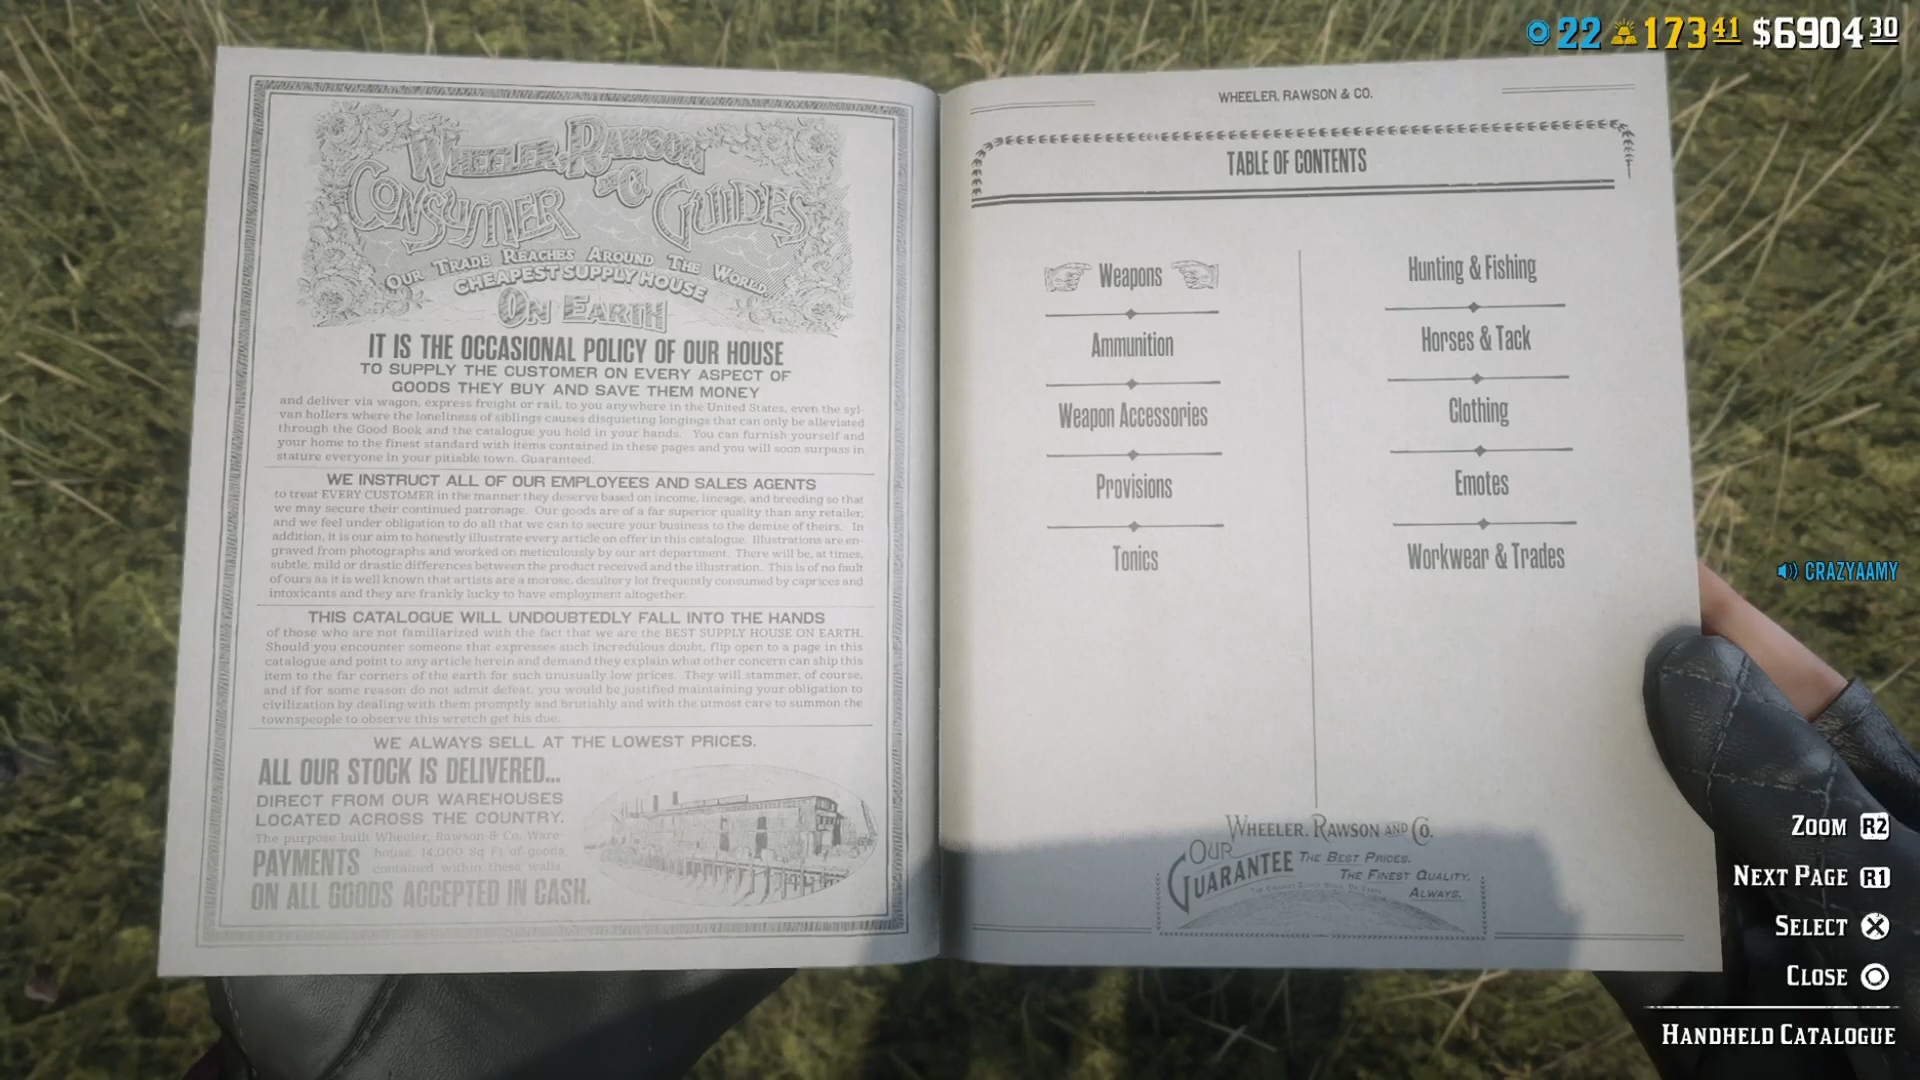 22 173 41 $6904 30
WHEELER, RAWSON
& Co.
CONSUMER GUIDES
OUR TRADE REACHES AROUND THE WORLD.
CHEAPEST SUPPLY HOUSE
ON EARTH
IT IS THE OCCASIONAL POLICY OF OUR HOUSE
TO SUPPLY THE CUSTOMER ON EVERY ASPECT OF
GOODS THEY BUY AND SAVE THEM MONEY
and deliver via wagon, express freight or rail, to you anywhere in the United States, even the syl-
van hollers where the loneliness of siblings causes disquieting longings that can only be alleviated
through the Good Book and the catalogue you hold in your hands. You can furnish yourself and
your home to the finest standard with items contained in these pages and you will soon surpass in
stature everyone in your pitiable town. Guaranteed.
WE INSTRUCT ALL OF OUR EMPLOYEES AND SALES AGENTS
to treat EVERY CUSTOMER in the manner they deserve based on income, lineage, and breeding so that
we may secure their continued patronage. Our goods are of a far superior quality than any retailer,
and we feel under obligation to do all that we can to secure your business to the demise of theirs. In
addition, it is our aim to honestly illustrate every article on offer in this catalogue. Illustrations are en-
graved from photographs and worked on meticulously by our art department. There will be, at times,
subtle, mild or drastic differences between the product received and the illustration. This is of no fault
of ours as it is well known that artists are a morose, desultory lot frequently consumed by caprices and
intoxicants and they are frankly lucky to have employment altogether.
THIS CATALOGUE WILL UNDOUBTEDLY FALL INTO THE HANDS
of those who are not familiarized with the fact that we are the BEST SUPPLY HOUSE ON EARTH.
Should you encounter someone that expresses such incredulous doubt, flip open to a page in this
catalogue and point to any article herein and demand they explain what other concern can ship this
item to the far corners of the earth for such unusually low prices. They will stammer, of course,
and if for some reason do not admit defeat, you would be justified maintaining your obligation to
civilization by dealing with them promptly and brutishly and with the utmost care to summon the
townspeople to observe this wretch get his due.
WE ALWAYS SELL AT THE LOWEST PRICES.
ALL OUR STOCK IS DELIVERED...
DIRECT FROM OUR WAREHOUSES
LOCATED ACROSS THE COUNTRY.
The purpose built Wheeler, Rawson & Co. Ware-
house. 14,000 Sq Ft of goods
contained within these walls.
PAYMENTS
ON ALL GOODS ACCEPTED IN CASH.
WHEELER, RAWSON & CO.
TABLE OF CONTENTS
Weapons
Ammunition
Weapon Accessories
Provisions
Tonics
Hunting & Fishing
Horses & Tack
Clothing
Emotes
Workwear & Trades
WHEELER, RAWSON AND CO.
OUR
GUARANTEE
THE BEST PRICES.
THE FINEST QUALITY.
ALWAYS.
CRAZYAAMY
ZOOM R2
NEXT PAGE R1
SELECT
CLOSE
HANDHELD CATALOGUE